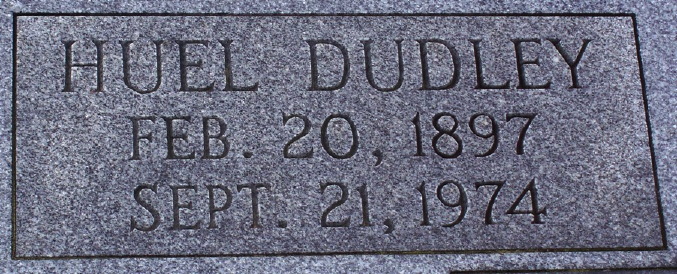 HUEL DUDLEY
FEB. 20, 1897
SEPT. 21, 1974